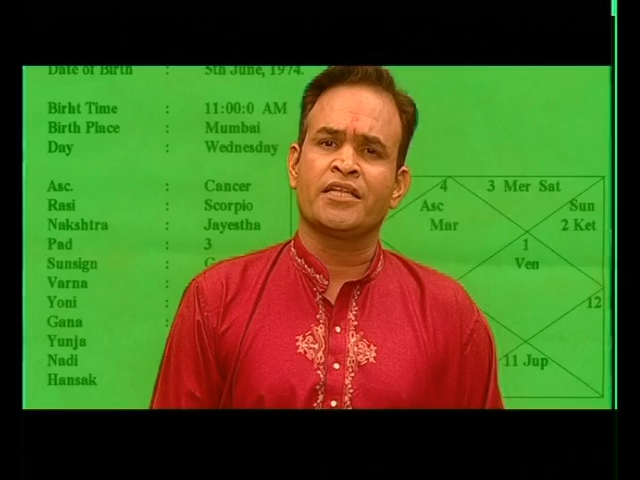 Date of Birth : 5th June, 1974.
Birht Time : 11:00:0 AM
Birth Place : Mumbai
Day : Wednesday
Asc. : Cancer
Rasi : Scorpio
Nakshtra : Jayestha
Pad : 3
Sunsign :
Varna :
Yoni :
Gana :
Yunja
Nadi
Hansak
4
3 Mer Sat
Asc
Sun
Mar
2 Ket
1
Ven
12
11 Jup